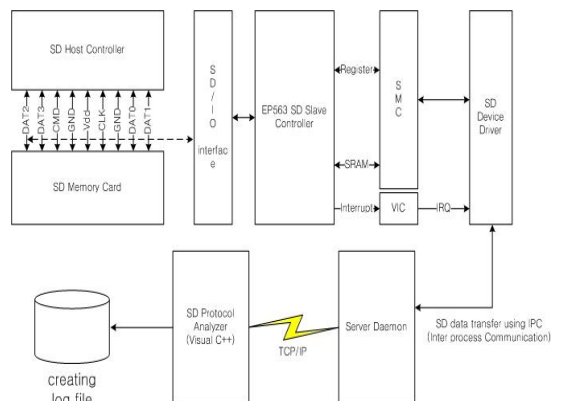 SD Host Controller
DAT2
DAT3
CMD
GND
Vdd
CLK
GND
DAT0
DAT1
SD Memory Card
S
D
/
I
O
interfac
e
EP563 SD Slave
Controller
Register
SRAM
Interrupt
S
M
C
VIC
IRQ
SD
Device
Driver
SD Protocol
Analyzer
(Visual C++)
TCP/IP
Server Daemon
SD data transfer using IPC
(Inter process Communication)
creating
log file